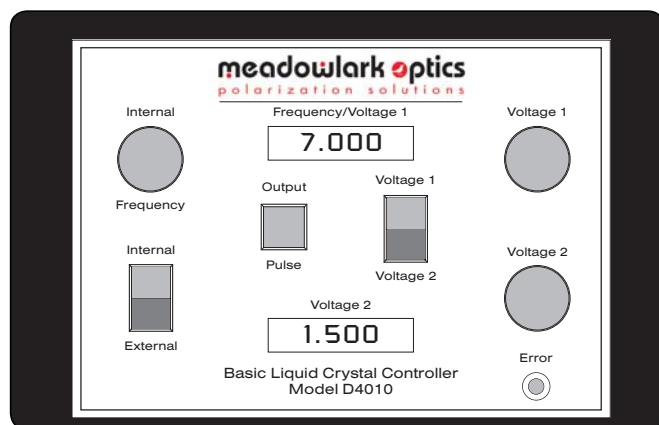 meadowlark optics
polarization solutions
Internal
Frequency/Voltage 1
Voltage 1
7.000
Frequency
Output
Voltage 1
Pulse
Voltage 2
Internal
External
Voltage 2
Voltage 2
1.500
Error
Basic Liquid Crystal Controller
Model D4010